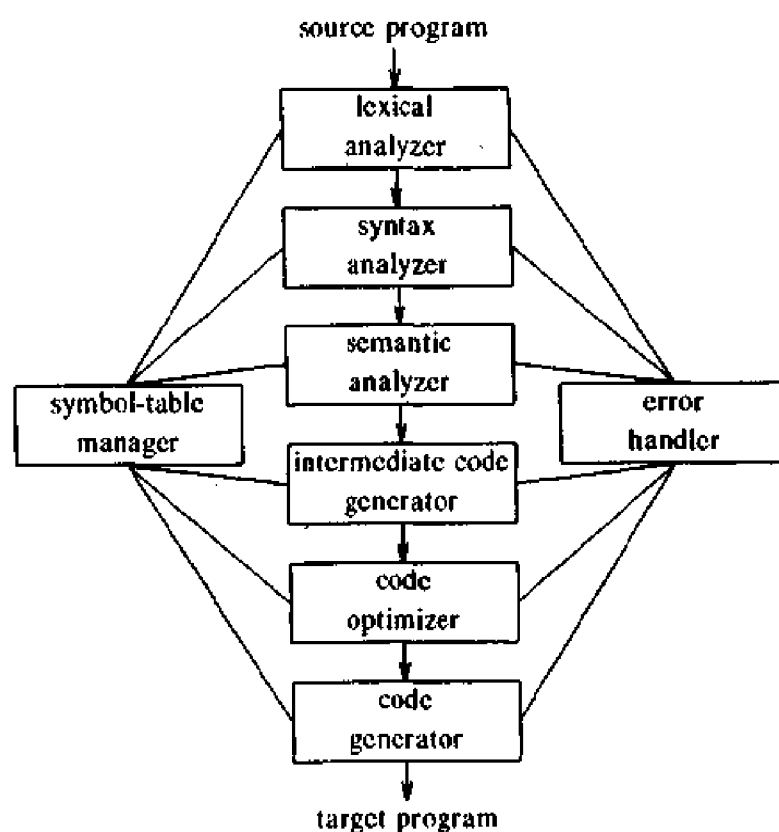 source program
lexical
analyzer
syntax
analyzer
semantic
analyzer
symbol-table
manager
error
handler
intermediate code
generator
code
optimizer
code
generator
target program